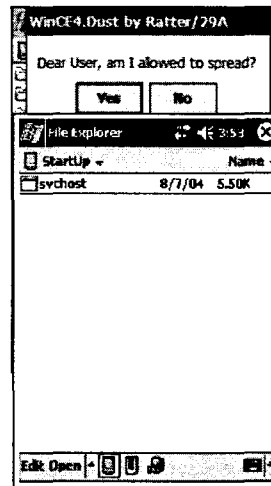 WinCE4.Dust by Ratter/29A
Dear User, am I alowed to spread?
Yes No
File Explorer 3:53
StartUp Name
svchost 8/7/04 5.50K
Edit Open